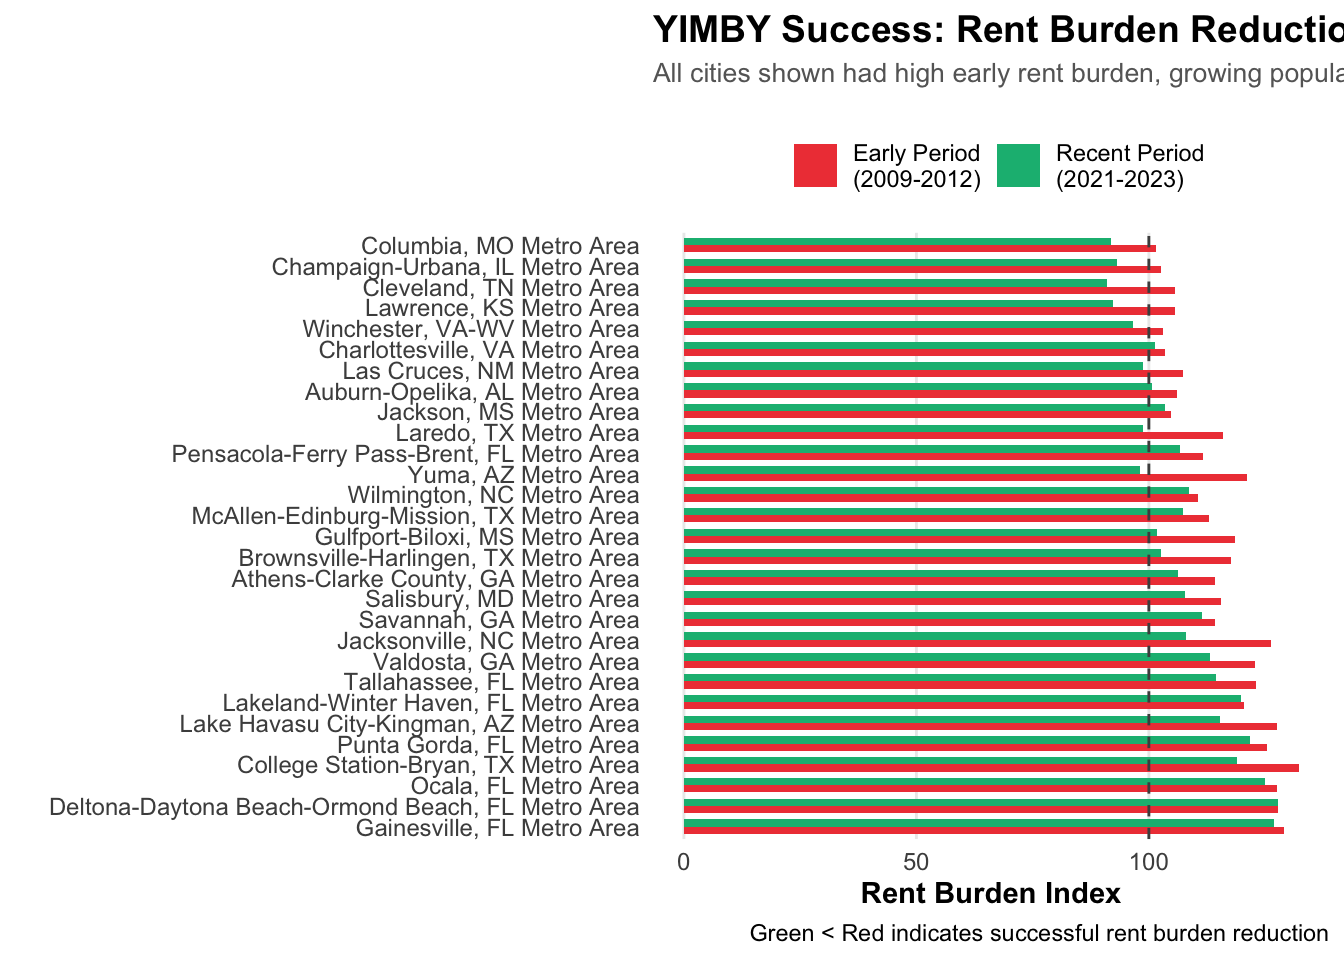 YIMBY Success: Rent Burden Reductio
All cities shown had high early rent burden, growing popula
Early Period
(2009-2012)
Recent Period
(2021-2023)
Columbia, MO Metro Area
Champaign-Urbana, IL Metro Area
Cleveland, TN Metro Area
Lawrence, KS Metro Area
Winchester, VA-WV Metro Area
Charlottesville, VA Metro Area
Las Cruces, NM Metro Area
Auburn-Opelika, AL Metro Area
Jackson, MS Metro Area
Laredo, TX Metro Area
Pensacola-Ferry Pass-Brent, FL Metro Area
Yuma, AZ Metro Area
Wilmington, NC Metro Area
McAllen-Edinburg-Mission, TX Metro Area
Gulfport-Biloxi, MS Metro Area
Brownsville-Harlingen, TX Metro Area
Athens-Clarke County, GA Metro Area
Salisbury, MD Metro Area
Savannah, GA Metro Area
Jacksonville, NC Metro Area
Valdosta, GA Metro Area
Tallahassee, FL Metro Area
Lakeland-Winter Haven, FL Metro Area
Lake Havasu City-Kingman, AZ Metro Area
Punta Gorda, FL Metro Area
College Station-Bryan, TX Metro Area
Ocala, FL Metro Area
Deltona-Daytona Beach-Ormond Beach, FL Metro Area
Gainesville, FL Metro Area
0 50 100
Rent Burden Index
Green < Red indicates successful rent burden reduction